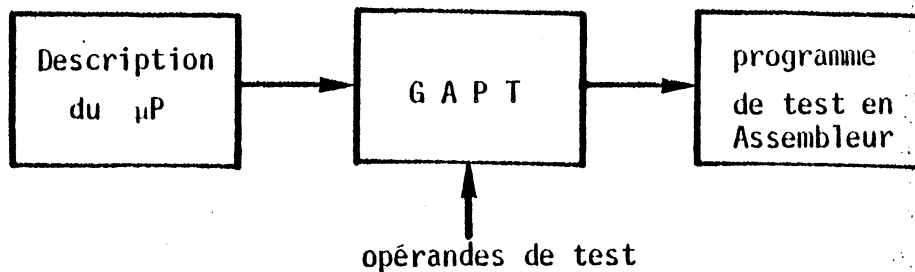 Description
du µP
G A P T
programme
de test en
Assembleur
opérandes de test